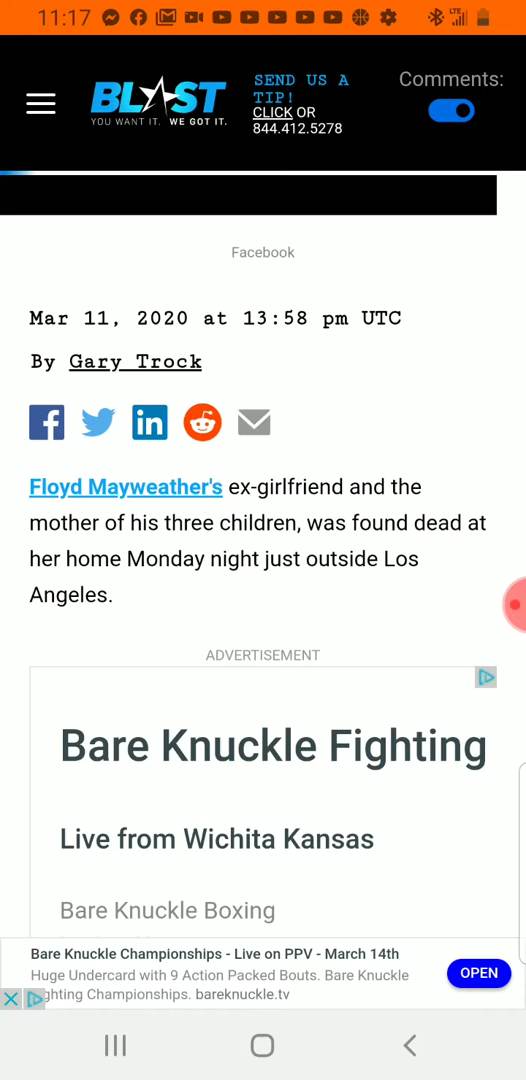 11:17
LTE
BLAST
YOU WANT IT. WE GOT IT.
SEND US A
TIP!
CLICK OR
844.412.5278
Comments:
Facebook
Mar 11, 2020 at 13:58 pm UTC
By Gary Trock
Floyd Mayweather's ex-girlfriend and the
mother of his three children, was found dead at
her home Monday night just outside Los
Angeles.
ADVERTISEMENT
Bare Knuckle Fighting
Live from Wichita Kansas
Bare Knuckle Boxing
Bare Knuckle Championships - Live on PPV - March 14th
Huge Undercard with 9 Action Packed Bouts. Bare Knuckle
ghting Championships. bareknuckle.tv
OPEN